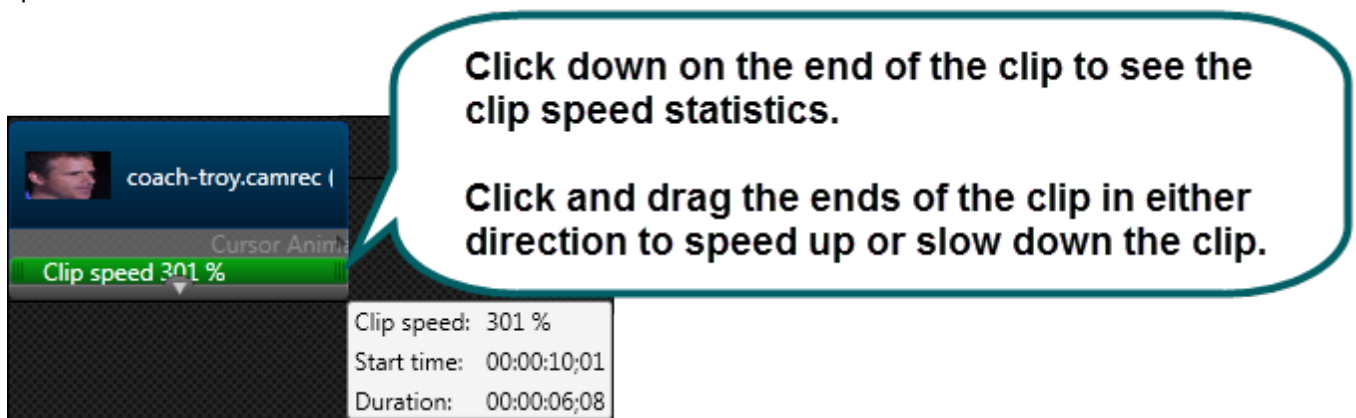 Click down on the end of the clip to see the
clip speed statistics.
Click and drag the ends of the clip in either
direction to speed up or slow down the clip.
coach-troy.camrec (
Cursor Anima
Clip speed 301 %
Clip speed: 301 %
Start time: 00:00:10;01
Duration: 00:00:06;08